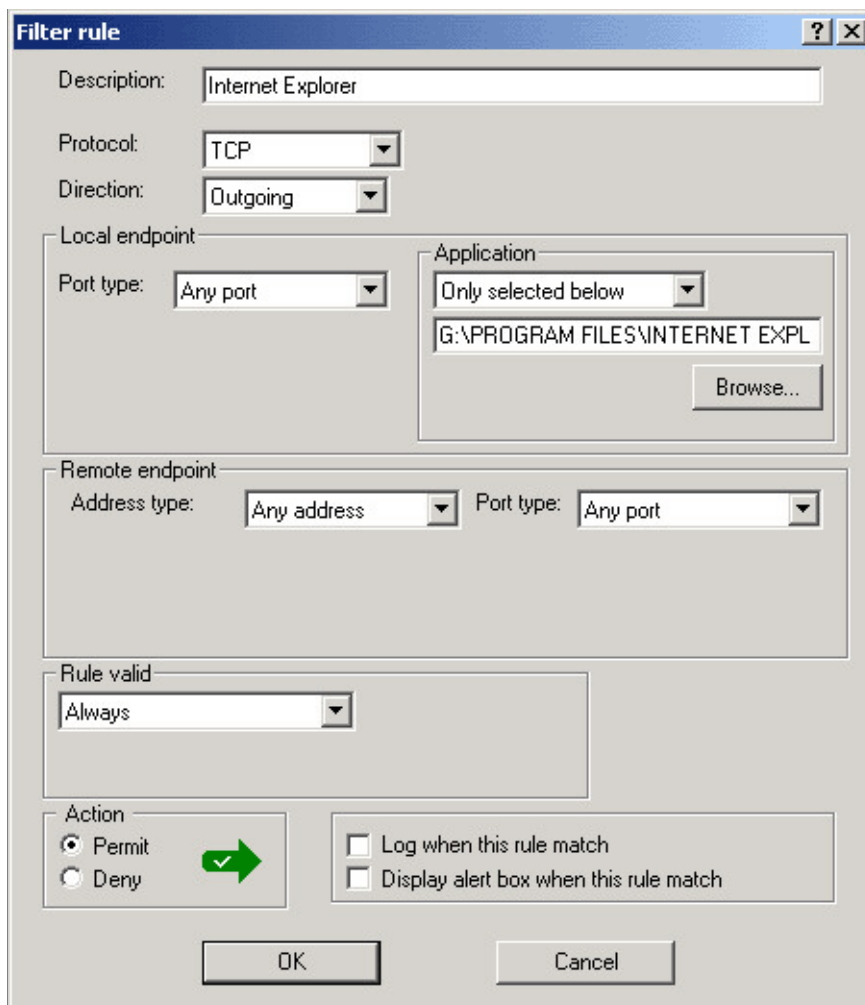 Filter rule
Description: Internet Explorer
Protocol: TCP
Direction: Outgoing
Local endpoint
Port type: Any port
Application
Only selected below
G:\PROGRAM FILES\INTERNET EXPL
Browse...
Remote endpoint
Address type: Any address Port type: Any port
Rule valid
Always
Action
Permit
Deny
Log when this rule match
Display alert box when this rule match
OK Cancel